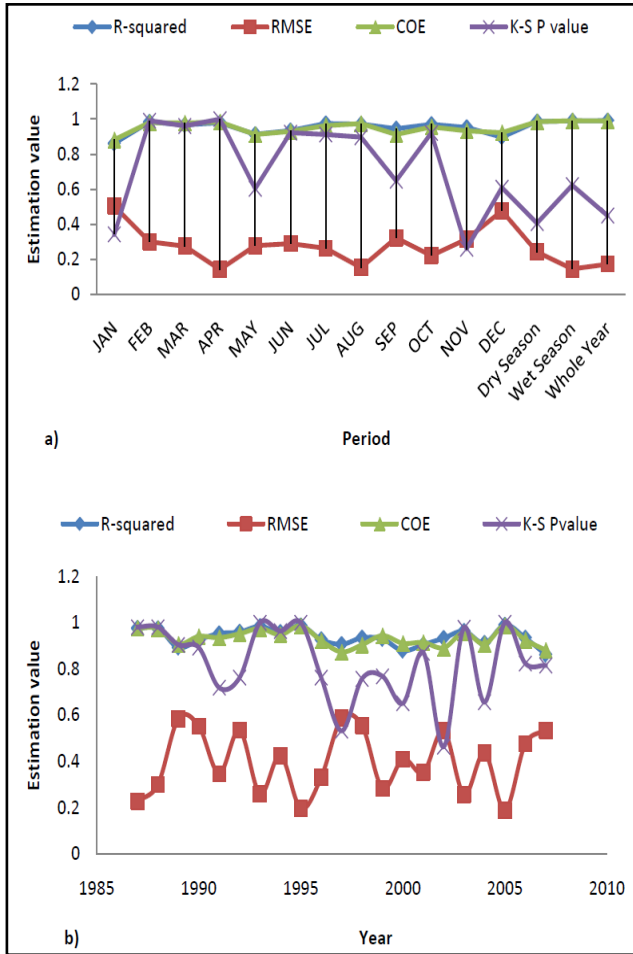 R-squared RMSE COE K-S P value
1.2
1
0.8
0.6
0.4
0.2
0
Estimation value
JAN FEB MAR APR MAY JUN JUL AUG SEP OCT NOV DEC Dry Season Wet Season Whole Year
a) Period
R-squared RMSE COE K-S Pvalue
1.2
1
0.8
0.6
0.4
0.2
0
Estimation value
1985 1990 1995 2000 2005 2010
b) Year